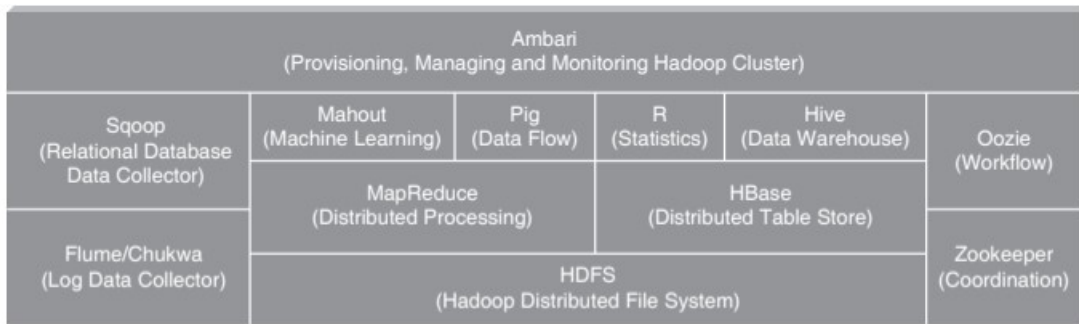 Ambari
(Provisioning, Managing and Monitoring Hadoop Cluster)
Sqoop
(Relational Database
Data Collector)
Mahout
(Machine Learning)
Pig
(Data Flow)
R
(Statistics)
Hive
(Data Warehouse)
Oozie
(Workflow)
MapReduce
(Distributed Processing)
HBase
(Distributed Table Store)
Flume/Chukwa
(Log Data Collector)
HDFS
(Hadoop Distributed File System)
Zookeeper
(Coordination)